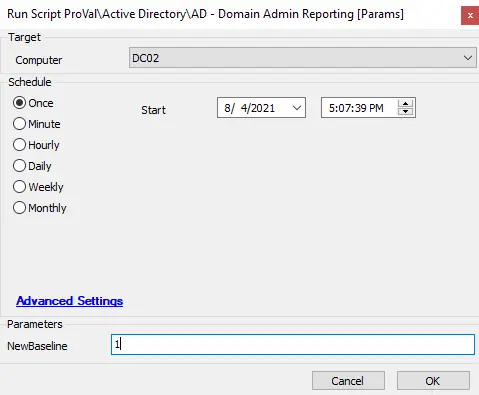 Run Script ProVal\Active Directory\AD - Domain Admin Reporting [Params] x
Target
Computer DC02
Schedule
Once Start 8/ 4/2021 5:07:39 PM
Minute
Hourly
Daily
Weekly
Monthly
Advanced Settings
Parameters
NewBaseline 1
Cancel OK